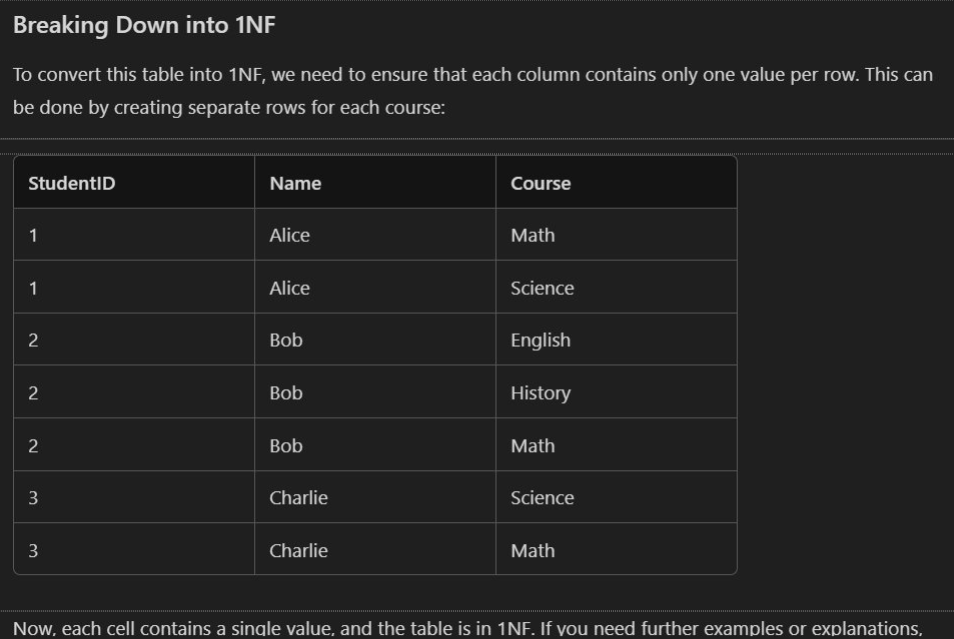 Breaking Down into 1NF
To convert this table into 1NF, we need to ensure that each column contains only one value per row. This can
be done by creating separate rows for each course:
StudentID Name Course
1 Alice Math
1 Alice Science
2 Bob English
2 Bob History
2 Bob Math
3 Charlie Science
3 Charlie Math
Now, each cell contains a single value, and the table is in 1NF. If you need further examples or explanations,